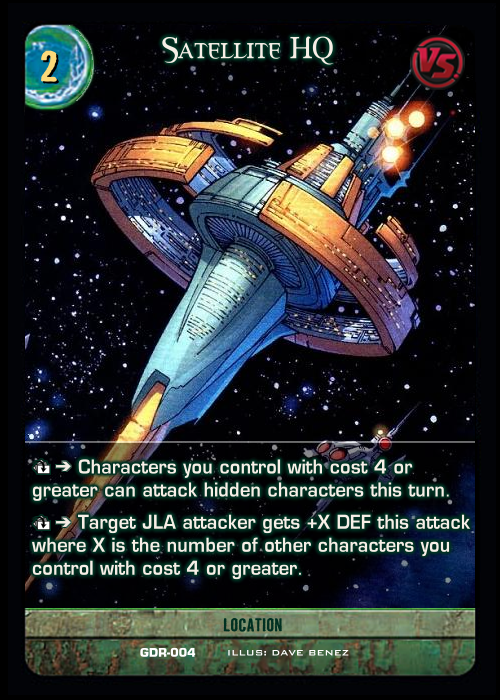 2
SATELLITE HQ
VS
➔ Characters you control with cost 4 or
greater can attack hidden characters this turn.
➔ Target JLA attacker gets +X DEF this attack
where X is the number of other characters you
control with cost 4 or greater.
LOCATION
GDR-004 ILLUS: DAVE BENEZ